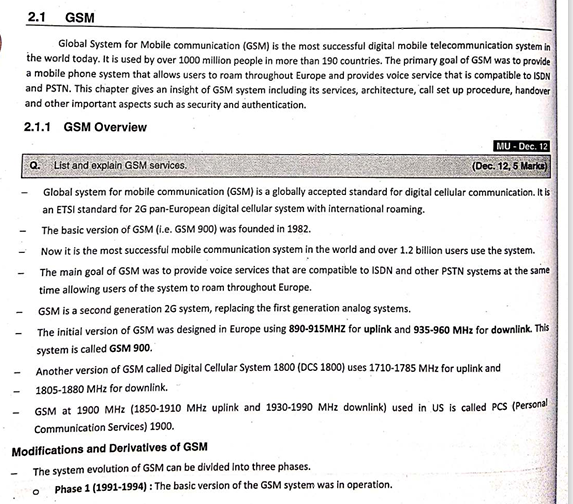 2.1 GSM
Global System for Mobile communication (GSM) is the most successful digital mobile telecommunication system in
the world today. It is used by over 1000 million people in more than 190 countries. The primary goal of GSM was to provide
a mobile phone system that allows users to roam throughout Europe and provides voice service that is compatible to ISDN
and PSTN. This chapter gives an insight of GSM system including its services, architecture, call set up procedure, handover
and other important aspects such as security and authentication.
2.1.1 GSM Overview
MU - Dec. 12
Q. List and explain GSM services. (Dec. 12, 5 Marks)
– Global system for mobile communication (GSM) is a globally accepted standard for digital cellular communication. It is
an ETSI standard for 2G pan-European digital cellular system with international roaming.
– The basic version of GSM (i.e. GSM 900) was founded in 1982.
– Now it is the most successful mobile communication system in the world and over 1.2 billion users use the system.
– The main goal of GSM was to provide voice services that are compatible to ISDN and other PSTN systems at the same
time allowing users of the system to roam throughout Europe.
– GSM is a second generation 2G system, replacing the first generation analog systems.
– The initial version of GSM was designed in Europe using 890-915MHZ for uplink and 935-960 MHz for downlink. This
system is called GSM 900.
– Another version of GSM called Digital Cellular System 1800 (DCS 1800) uses 1710-1785 MHz for uplink and
– 1805-1880 MHz for downlink.
– GSM at 1900 MHz (1850-1910 MHz uplink and 1930-1990 MHz downlink) used in US is called PCS (Personal
Communication Services) 1900.
Modifications and Derivatives of GSM
– The system evolution of GSM can be divided into three phases.
o Phase 1 (1991-1994) : The basic version of the GSM system was in operation.